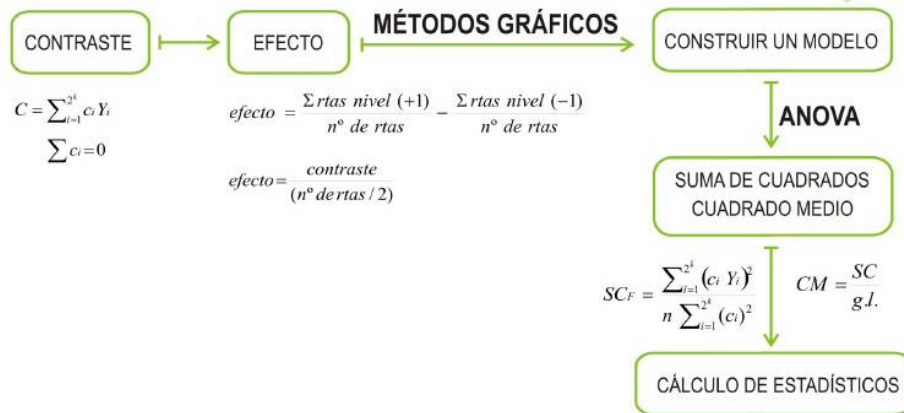 CONTRASTE
EFECTO
MÉTODOS GRÁFICOS
CONSTRUIR UN MODELO
C = ∑_{i=1}^{2^k} c_i Y_i
∑ c_i = 0
efecto = Σ rtas nivel (+1) / nº de rtas − Σ rtas nivel (−1) / nº de rtas
efecto = contraste / (nº de rtas / 2)
ANOVA
SUMA DE CUADRADOS
CUADRADO MEDIO
SC_F = ∑_{i=1}^{2^k} (c_i Y_i)^2 / n ∑_{i=1}^{2^k} (c_i)^2
CM = SC / g.l.
CÁLCULO DE ESTADÍSTICOS